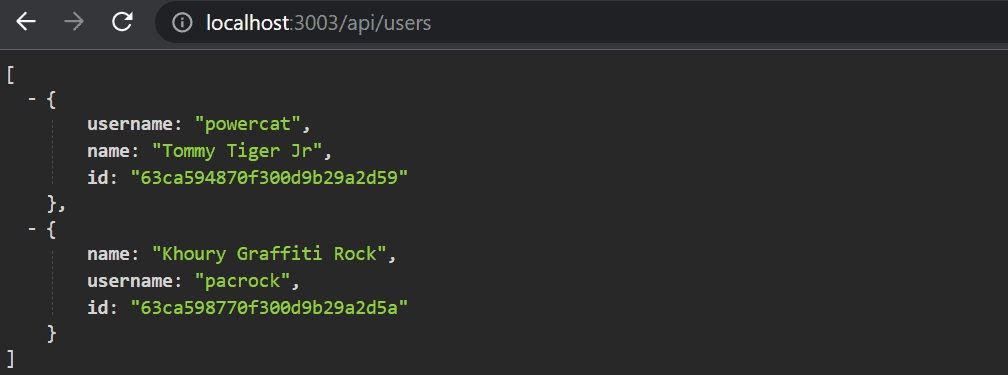 localhost:3003/api/users
[
- {
username: "powercat",
name: "Tommy Tiger Jr",
id: "63ca594870f300d9b29a2d59"
},
- {
name: "Khoury Graffiti Rock",
username: "pacrock",
id: "63ca598770f300d9b29a2d5a"
}
]